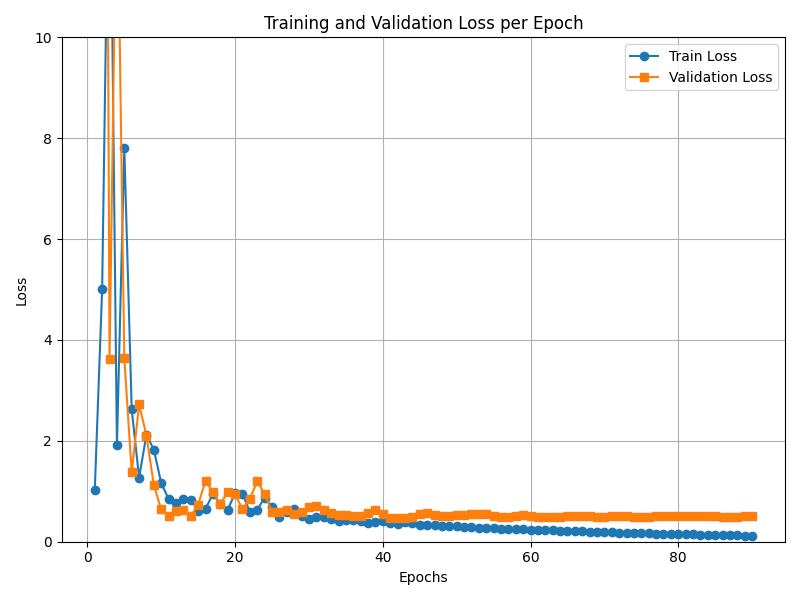 Training and Validation Loss per Epoch
Train Loss
Validation Loss
Loss
10
8
6
4
2
0
0 20 40 60 80
Epochs